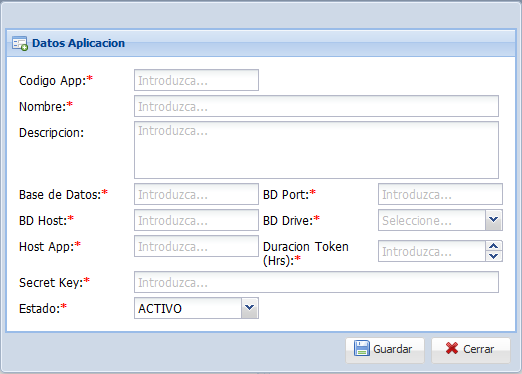 Datos Aplicacion
Codigo App:* Introduzca...
Nombre:* Introduzca...
Descripcion: Introduzca...
Base de Datos:* Introduzca... BD Port:* Introduzca...
BD Host:* Introduzca... BD Drive:* Seleccione...
Host App:* Introduzca... Duracion Token
(Hrs):* Introduzca...
Secret Key:* Introduzca...
Estado:* ACTIVO
Guardar Cerrar